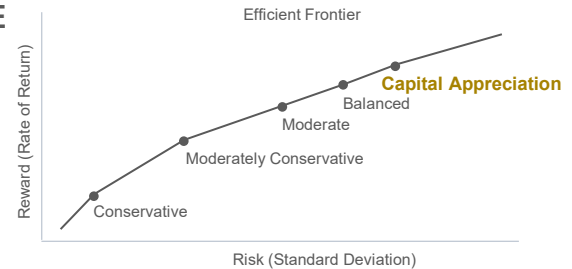 Efficient Frontier
Capital Appreciation
Balanced
Moderate
Moderately Conservative
Conservative
Reward (Rate of Return)
Risk (Standard Deviation)